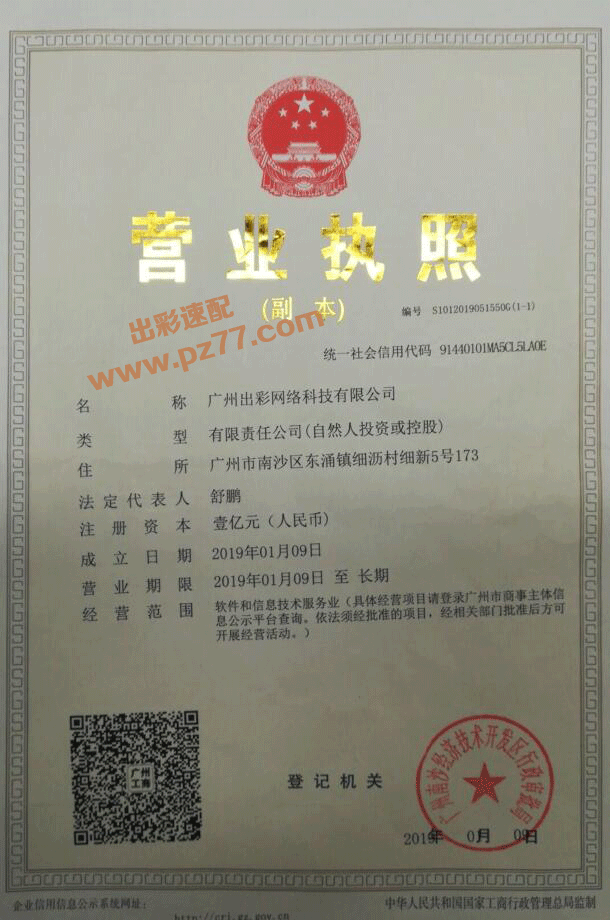 营业执照
(副 本)
编号 S1012019051550G(1-1)
出彩速配
www.pz77.com
统一社会信用代码 91440101MA5CL5LA0E
名 称 广州出彩网络科技有限公司
类 型 有限责任公司(自然人投资或控股)
住 所 广州市南沙区东涌镇细沥村细新5号173
法定代表人 舒鹏
注册资本 壹亿元（人民币）
成立日期 2019年01月09日
营业期限 2019年01月09日 至 长期
经营范围 软件和信息技术服务业（具体经营项目请登录广州市商事主体信
息公示平台查询。依法须经批准的项目，经相关部门批准后方可
开展经营活动。）
广州
工商
登记机关
广州南沙经济技术开发区行政审批局
2019年 01月 09日
企业信用信息公示系统网址：
http://cri.gz.gov.cn
中华人民共和国国家工商行政管理总局监制